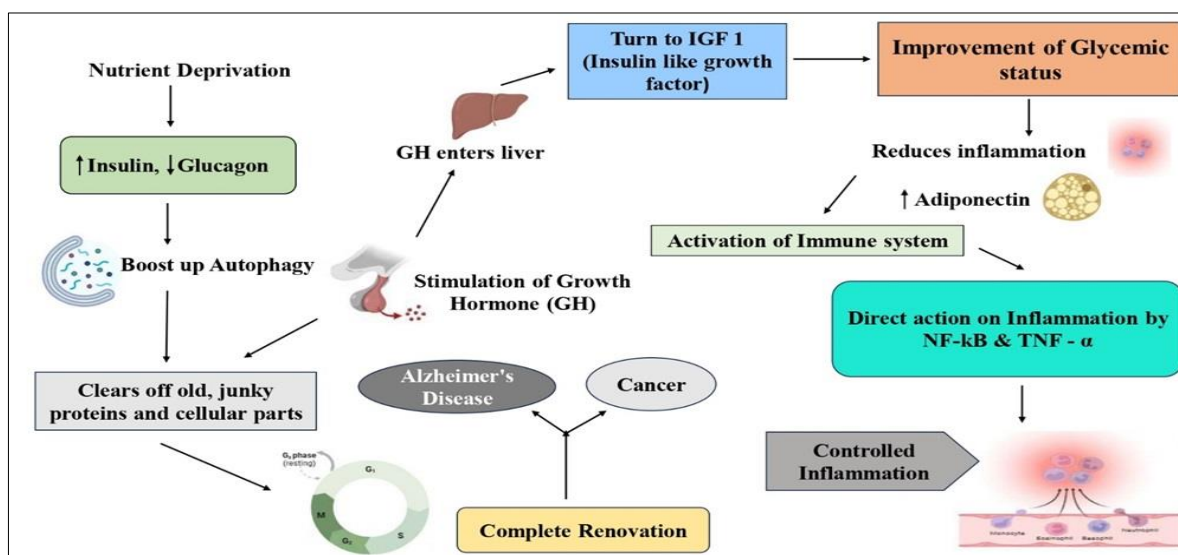 Nutrient Deprivation
↑Insulin, ↓Glucagon
Boost up Autophagy
Clears off old, junky
proteins and cellular parts
G₀ phase
(resting)
G₁
S
G₂
M
GH enters liver
Stimulation of Growth
Hormone (GH)
Alzheimer's
Disease
Cancer
Complete Renovation
Turn to IGF 1
(Insulin like growth
factor)
Improvement of Glycemic
status
Reduces inflammation
↑ Adiponectin
Activation of Immune system
Direct action on Inflammation by
NF-kB & TNF - α
Controlled
Inflammation
Monocyte